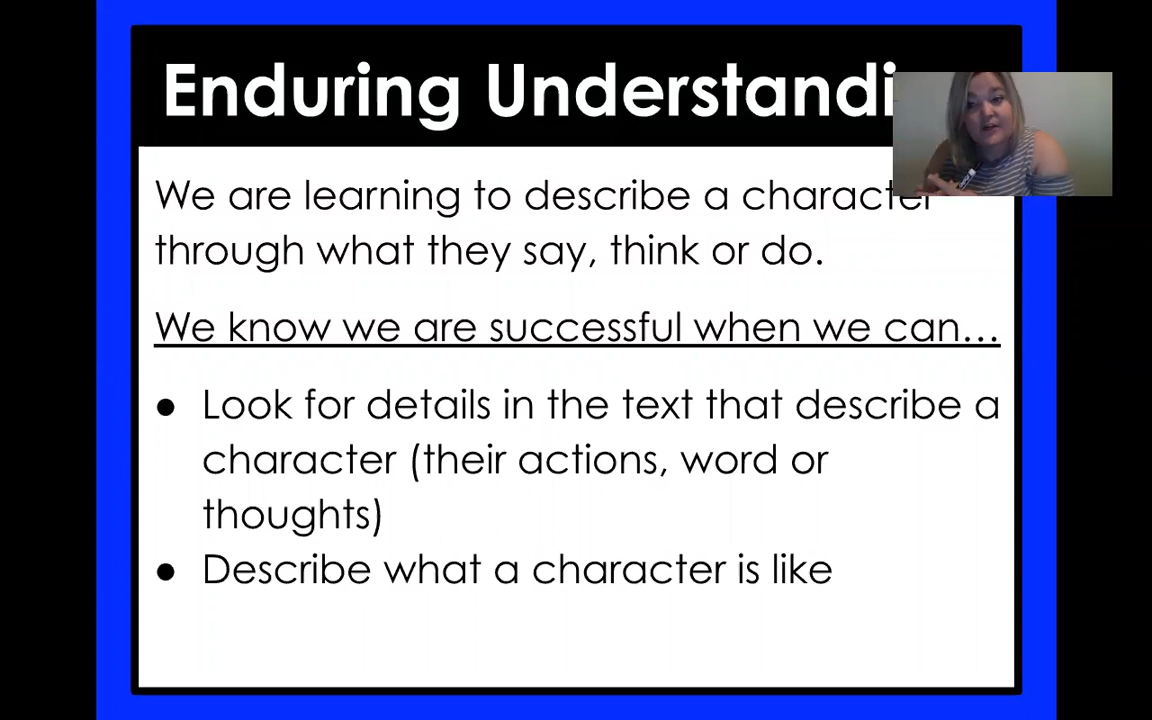 Enduring Understandi
We are learning to describe a character
through what they say, think or do.
We know we are successful when we can...
● Look for details in the text that describe a
character (their actions, word or
thoughts)
● Describe what a character is like